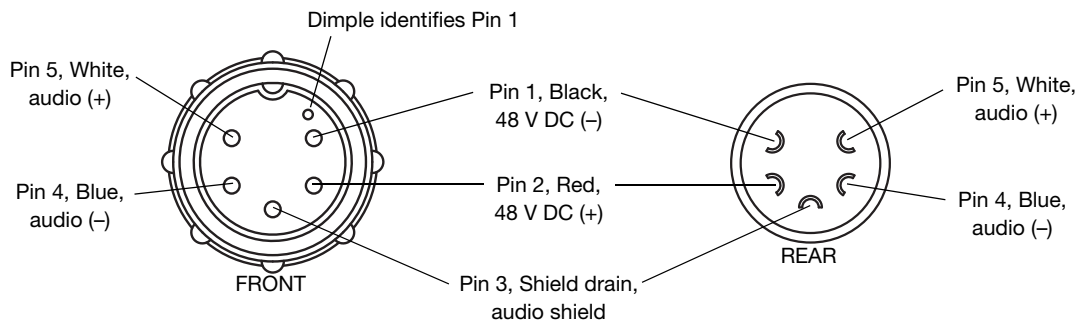 Dimple identifies Pin 1
Pin 5, White,
audio (+)
Pin 1, Black,
48 V DC (–)
Pin 5, White,
audio (+)
Pin 4, Blue,
audio (–)
Pin 2, Red,
48 V DC (+)
Pin 4, Blue,
audio (–)
FRONT
REAR
Pin 3, Shield drain,
audio shield